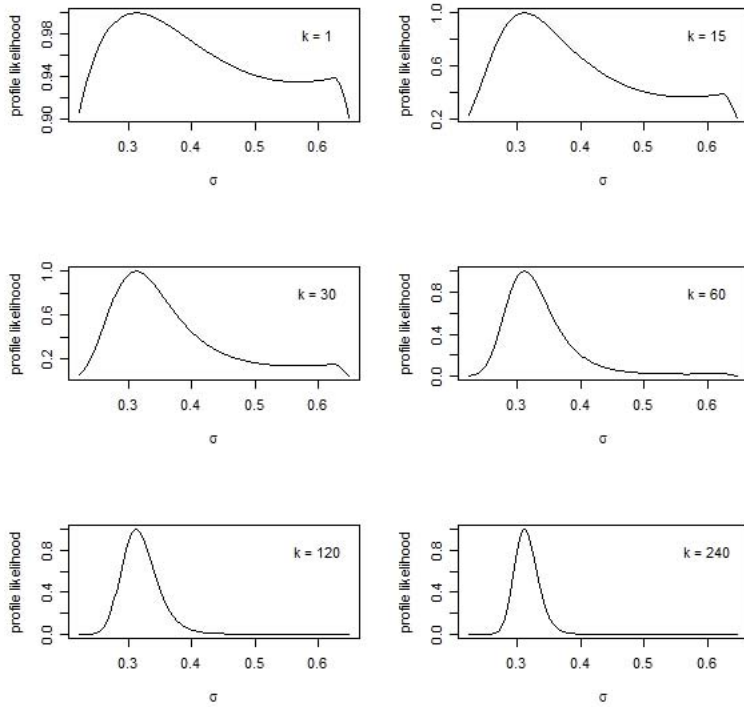 profile likelihood
0.90 0.94 0.98
k = 1
0.3 0.4 0.5 0.6
σ
profile likelihood
0.2 0.6 1.0
k = 15
0.3 0.4 0.5 0.6
σ
profile likelihood
0.2 0.6 1.0
k = 30
0.3 0.4 0.5 0.6
σ
profile likelihood
0.0 0.4 0.8
k = 60
0.3 0.4 0.5 0.6
σ
profile likelihood
0.0 0.4 0.8
k = 120
0.3 0.4 0.5 0.6
σ
profile likelihood
0.0 0.4 0.8
k = 240
0.3 0.4 0.5 0.6
σ